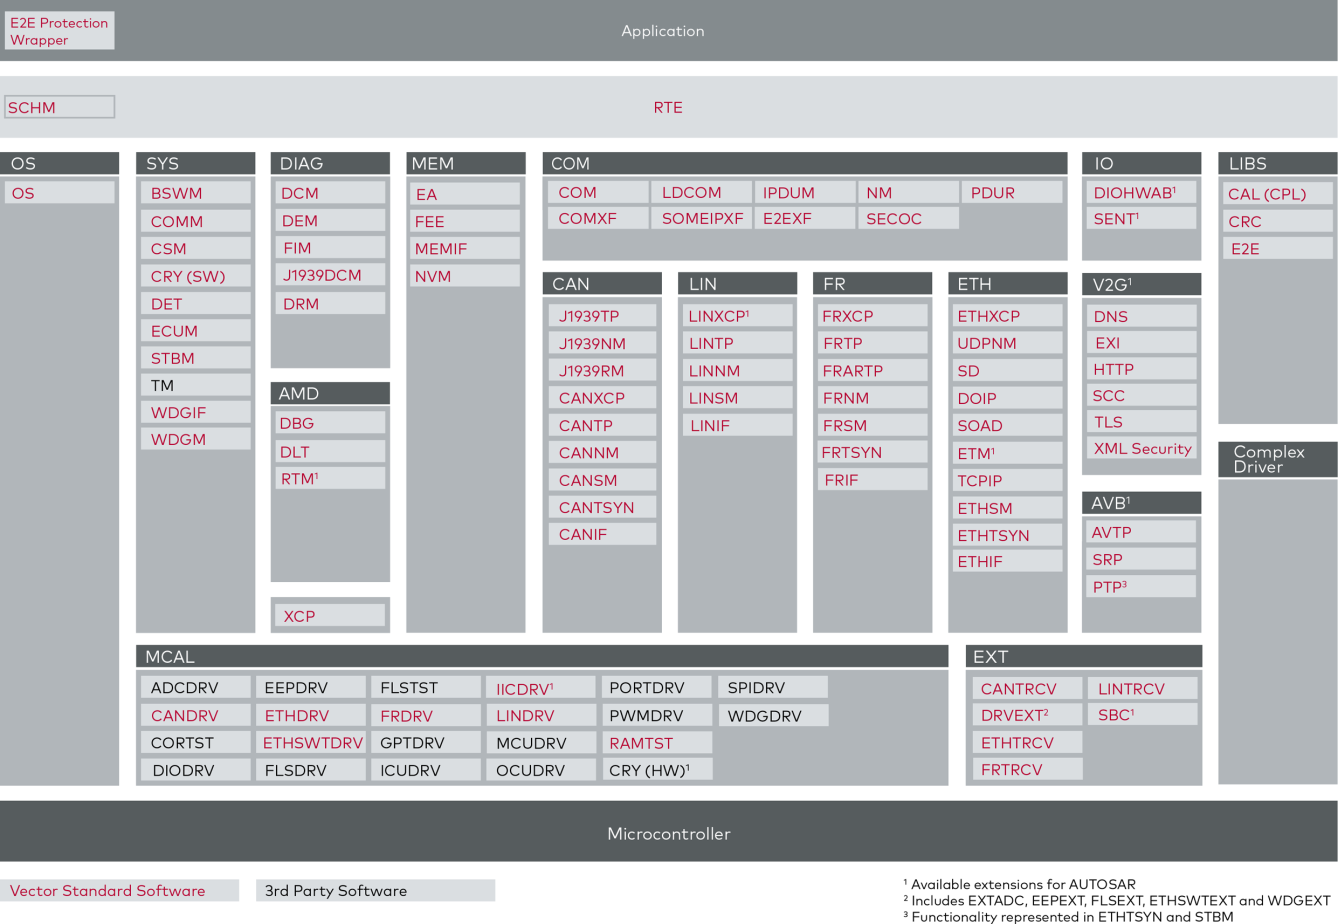 E2E Protection
Wrapper
Application
SCHM
RTE
OS
OS
SYS
BSWM
COMM
CSM
CRY (SW)
DET
ECUM
STBM
TM
WDGIF
WDGM
DIAG
DCM
DEM
FIM
J1939DCM
DRM
AMD
DBG
DLT
RTM¹
XCP
MEM
EA
FEE
MEMIF
NVM
COM
COM LDCOM IPDUM NM PDUR
COMXF SOMEIPXF E2EXF SECOC
CAN
J1939TP
J1939NM
J1939RM
CANXCP
CANTP
CANNM
CANSM
CANTSYN
CANIF
LIN
LINXCP¹
LINTP
LINNM
LINSM
LINIF
FR
FRXCP
FRTP
FRARTP
FRNM
FRSM
FRTSYN
FRIF
ETH
ETHXCP
UDPNM
SD
DOIP
SOAD
ETM¹
TCPIP
ETHSM
ETHTSYN
ETHIF
IO
DIOHWAB¹
SENT¹
V2G¹
DNS
EXI
HTTP
SCC
TLS
XML Security
AVB¹
AVTP
SRP
PTP³
LIBS
CAL (CPL)
CRC
E2E
Complex
Driver
MCAL
ADCDRV EEPDRV FLSTST IICDRV¹ PORTDRV SPIDRV
CANDRV ETHDRV FRDRV LINDRV PWMDRV WDGDRV
CORTST ETHSWTDRV GPTDRV MCUDRV RAMTST
DIODRV FLSDRV ICUDRV OCUDRV CRY (HW)¹
EXT
CANTRCV LINTRCV
DRVEXT² SBC¹
ETHTRCV
FRTRCV
Microcontroller
Vector Standard Software
3rd Party Software
¹ Available extensions for AUTOSAR
² Includes EXTADC, EEPEXT, FLSEXT, ETHSWTEXT and WDGEXT
³ Functionality represented in ETHTSYN and STBM